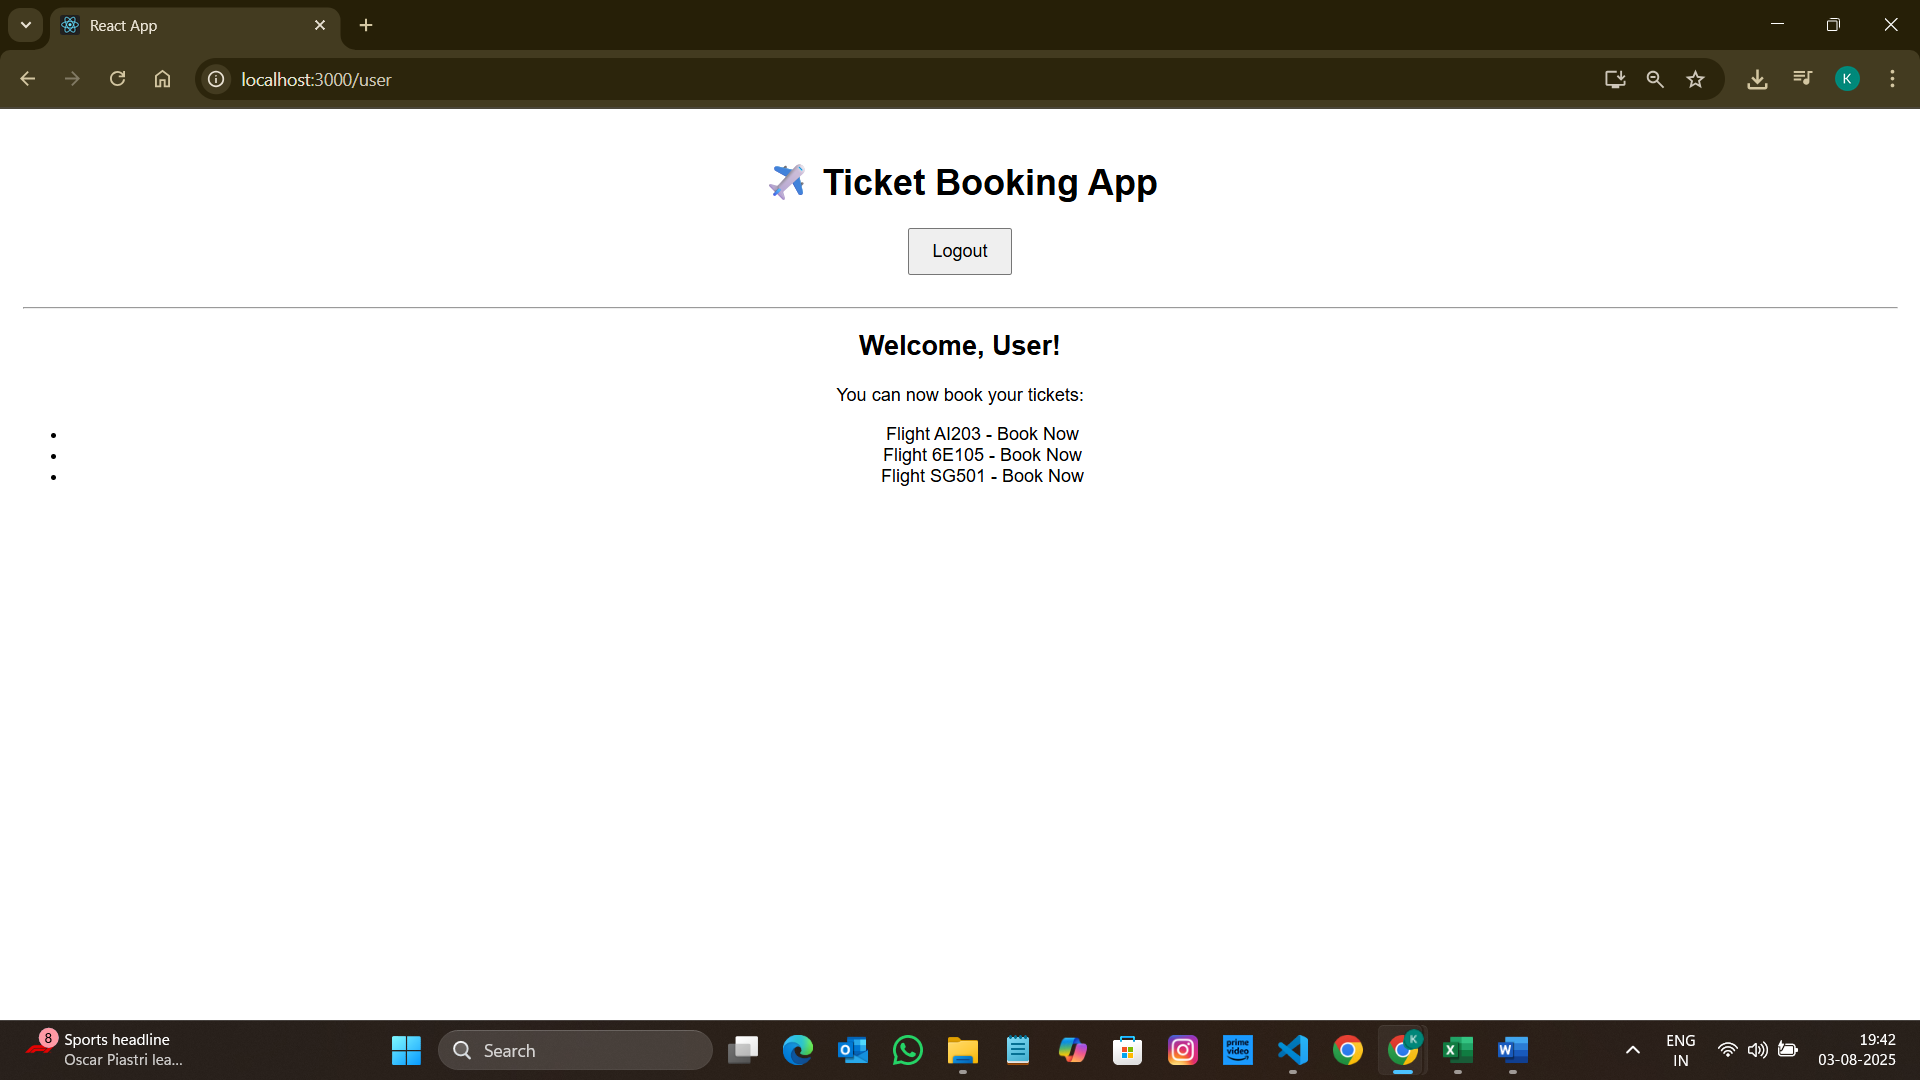 React App
localhost:3000/user
K
Ticket Booking App
Logout
Welcome, User!
You can now book your tickets:
Flight AI203 - Book Now
Flight 6E105 - Book Now
Flight SG501 - Book Now
8
Sports headline
Oscar Piastri lea...
Search
prime video
K
ENG
IN
19:42
03-08-2025